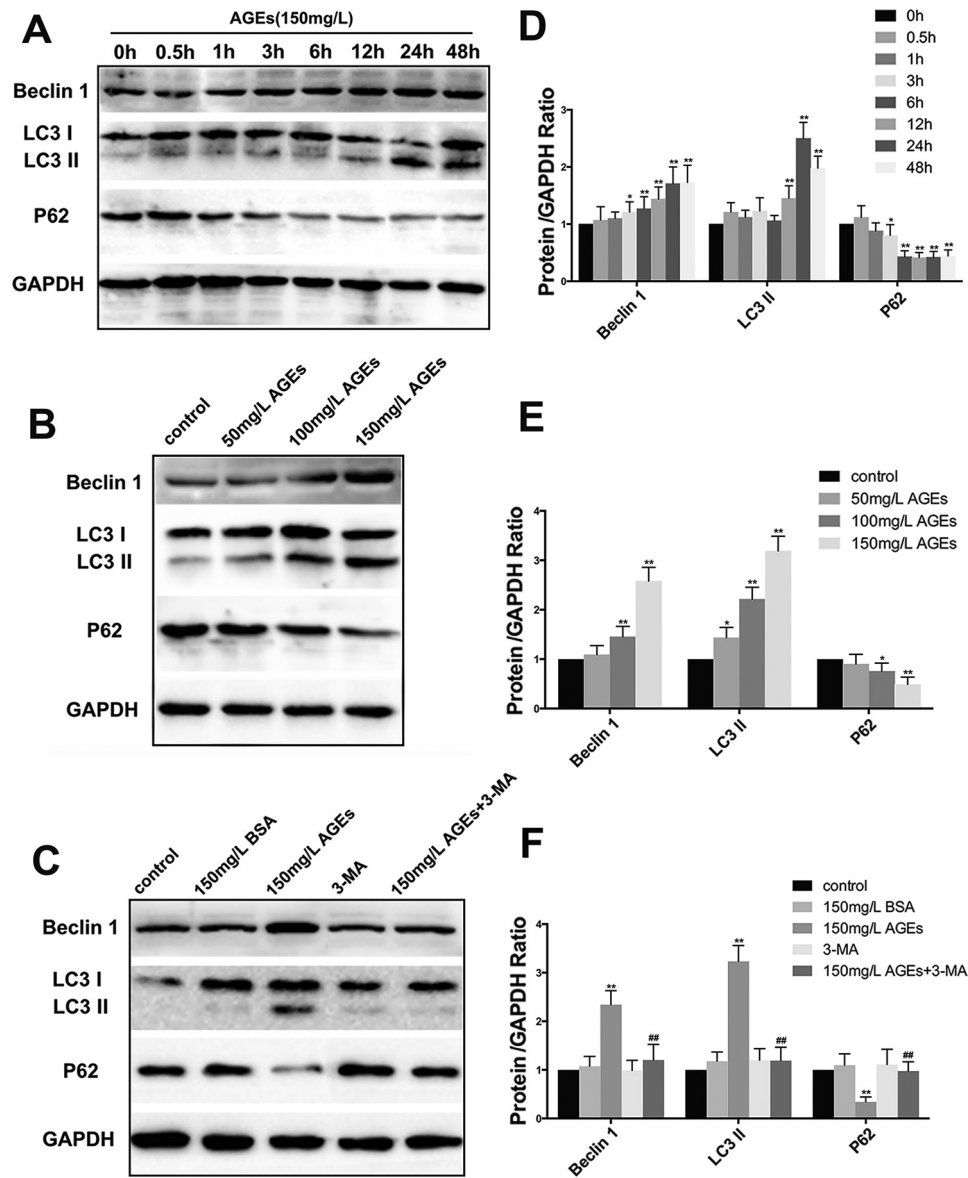 A
AGEs(150mg/L)
0h 0.5h 1h 3h 6h 12h 24h 48h
Beclin 1
LC3 I
LC3 II
P62
GAPDH
D
0h
0.5h
1h
3h
6h
12h
24h
48h
Protein /GAPDH Ratio
3
2
1
0
* ** ** ** **
** ** **
* ** ** ** **
Beclin 1 LC3 II P62
B
control 50mg/L AGEs 100mg/L AGEs 150mg/L AGEs
Beclin 1
LC3 I
LC3 II
P62
GAPDH
E
control
50mg/L AGEs
100mg/L AGEs
150mg/L AGEs
Protein /GAPDH Ratio
4
3
2
1
0
** **
* ** **
* **
Beclin 1 LC3 II P62
C
control 150mg/L BSA 150mg/L AGEs 3-MA 150mg/L AGEs+3-MA
Beclin 1
LC3 I
LC3 II
P62
GAPDH
F
control
150mg/L BSA
150mg/L AGEs
3-MA
150mg/L AGEs+3-MA
Protein /GAPDH Ratio
4
3
2
1
0
** ##
** ##
** ##
Beclin 1 LC3 II P62